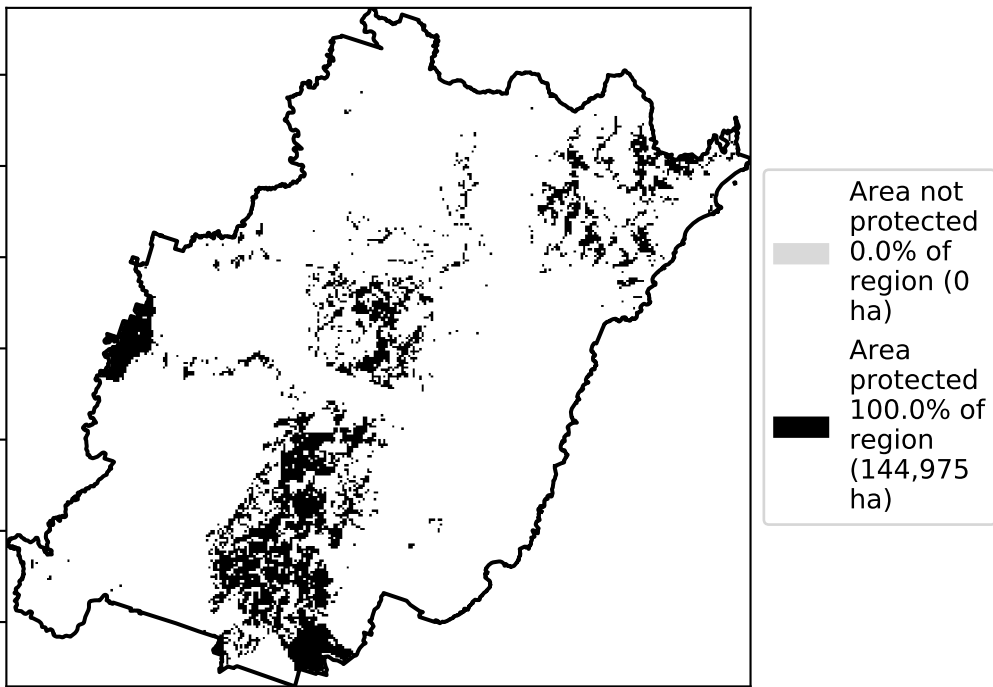 Area not
protected
0.0% of
region (0
ha)
Area
protected
100.0% of
region
(144,975
ha)